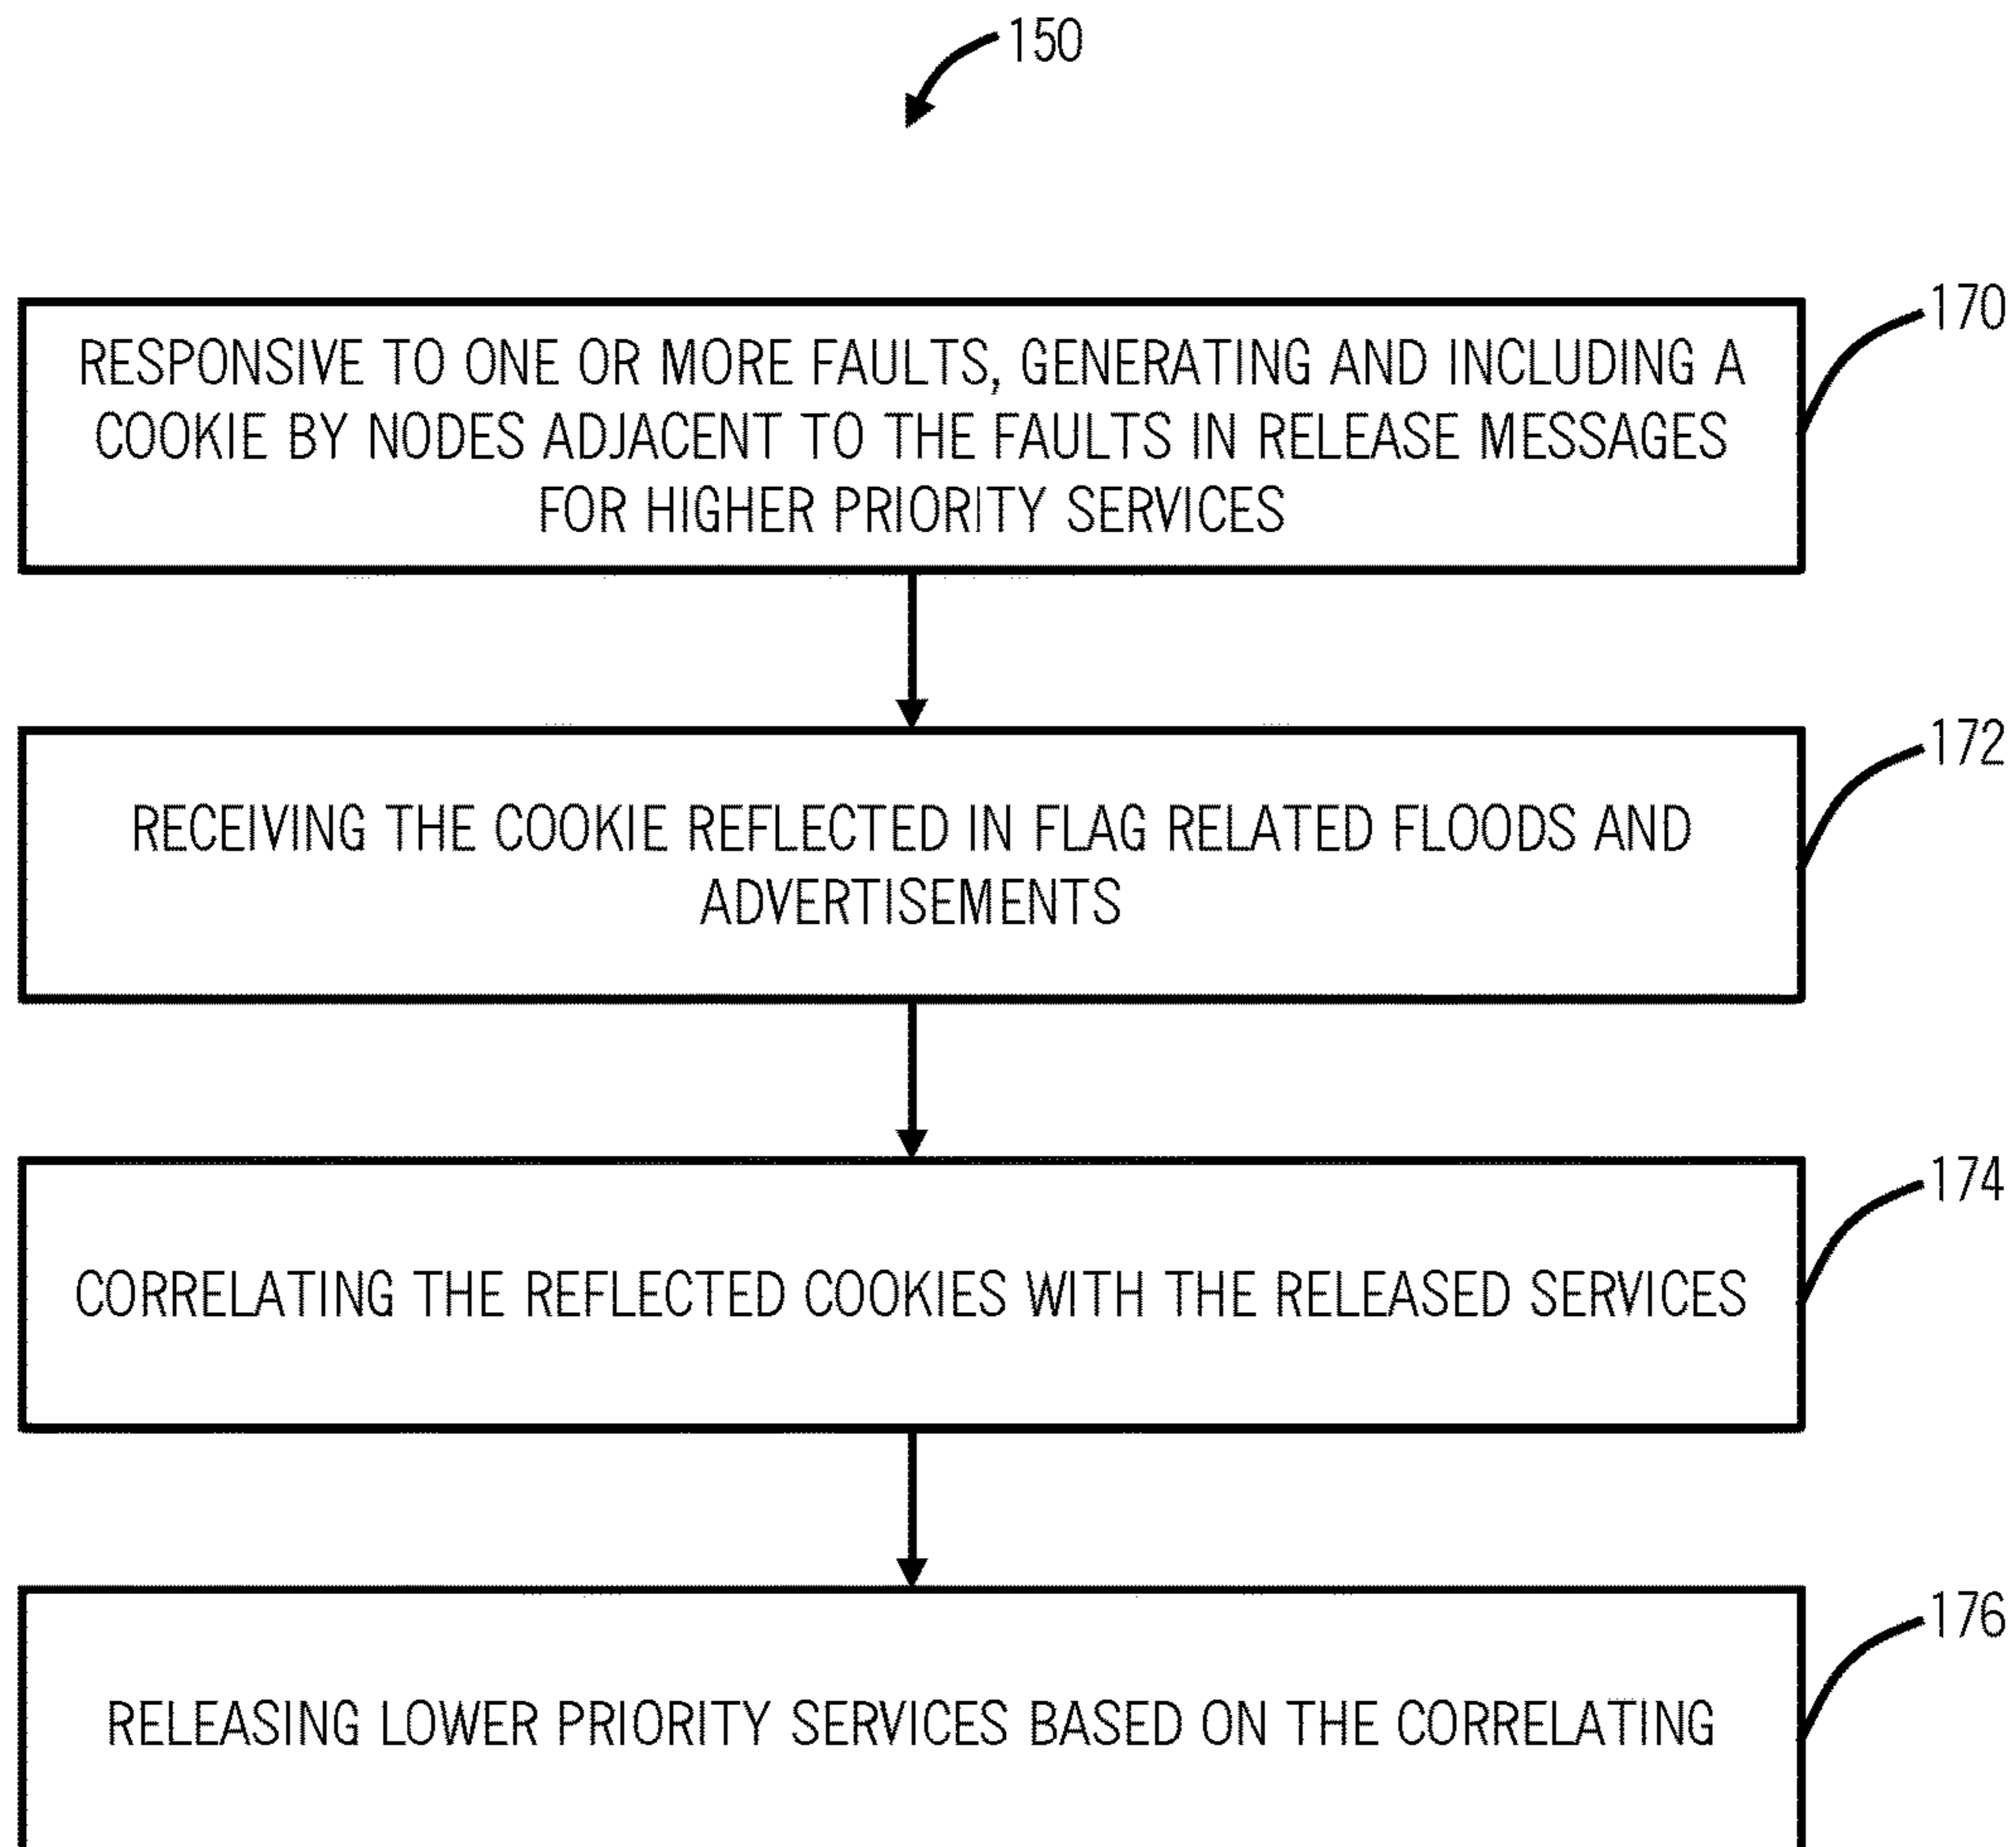 150
170
RESPONSIVE TO ONE OR MORE FAULTS, GENERATING AND INCLUDING A
COOKIE BY NODES ADJACENT TO THE FAULTS IN RELEASE MESSAGES
FOR HIGHER PRIORITY SERVICES
172
RECEIVING THE COOKIE REFLECTED IN FLAG RELATED FLOODS AND
ADVERTISEMENTS
174
CORRELATING THE REFLECTED COOKIES WITH THE RELEASED SERVICES
176
RELEASING LOWER PRIORITY SERVICES BASED ON THE CORRELATING